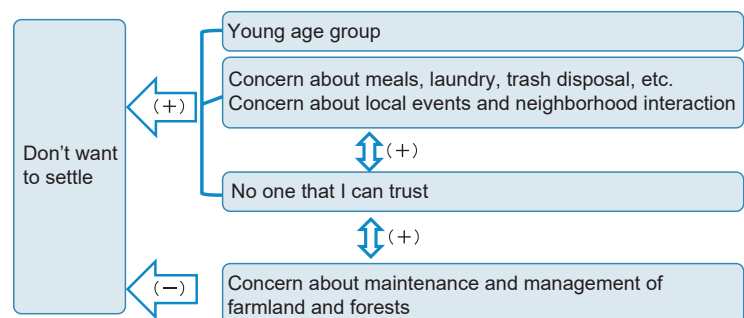 Young age group
Concern about meals, laundry, trash disposal, etc.
Concern about local events and neighborhood interaction
(+)
(+)
Don't want
to settle
No one that I can trust
(+)
(−)
Concern about maintenance and management of
farmland and forests